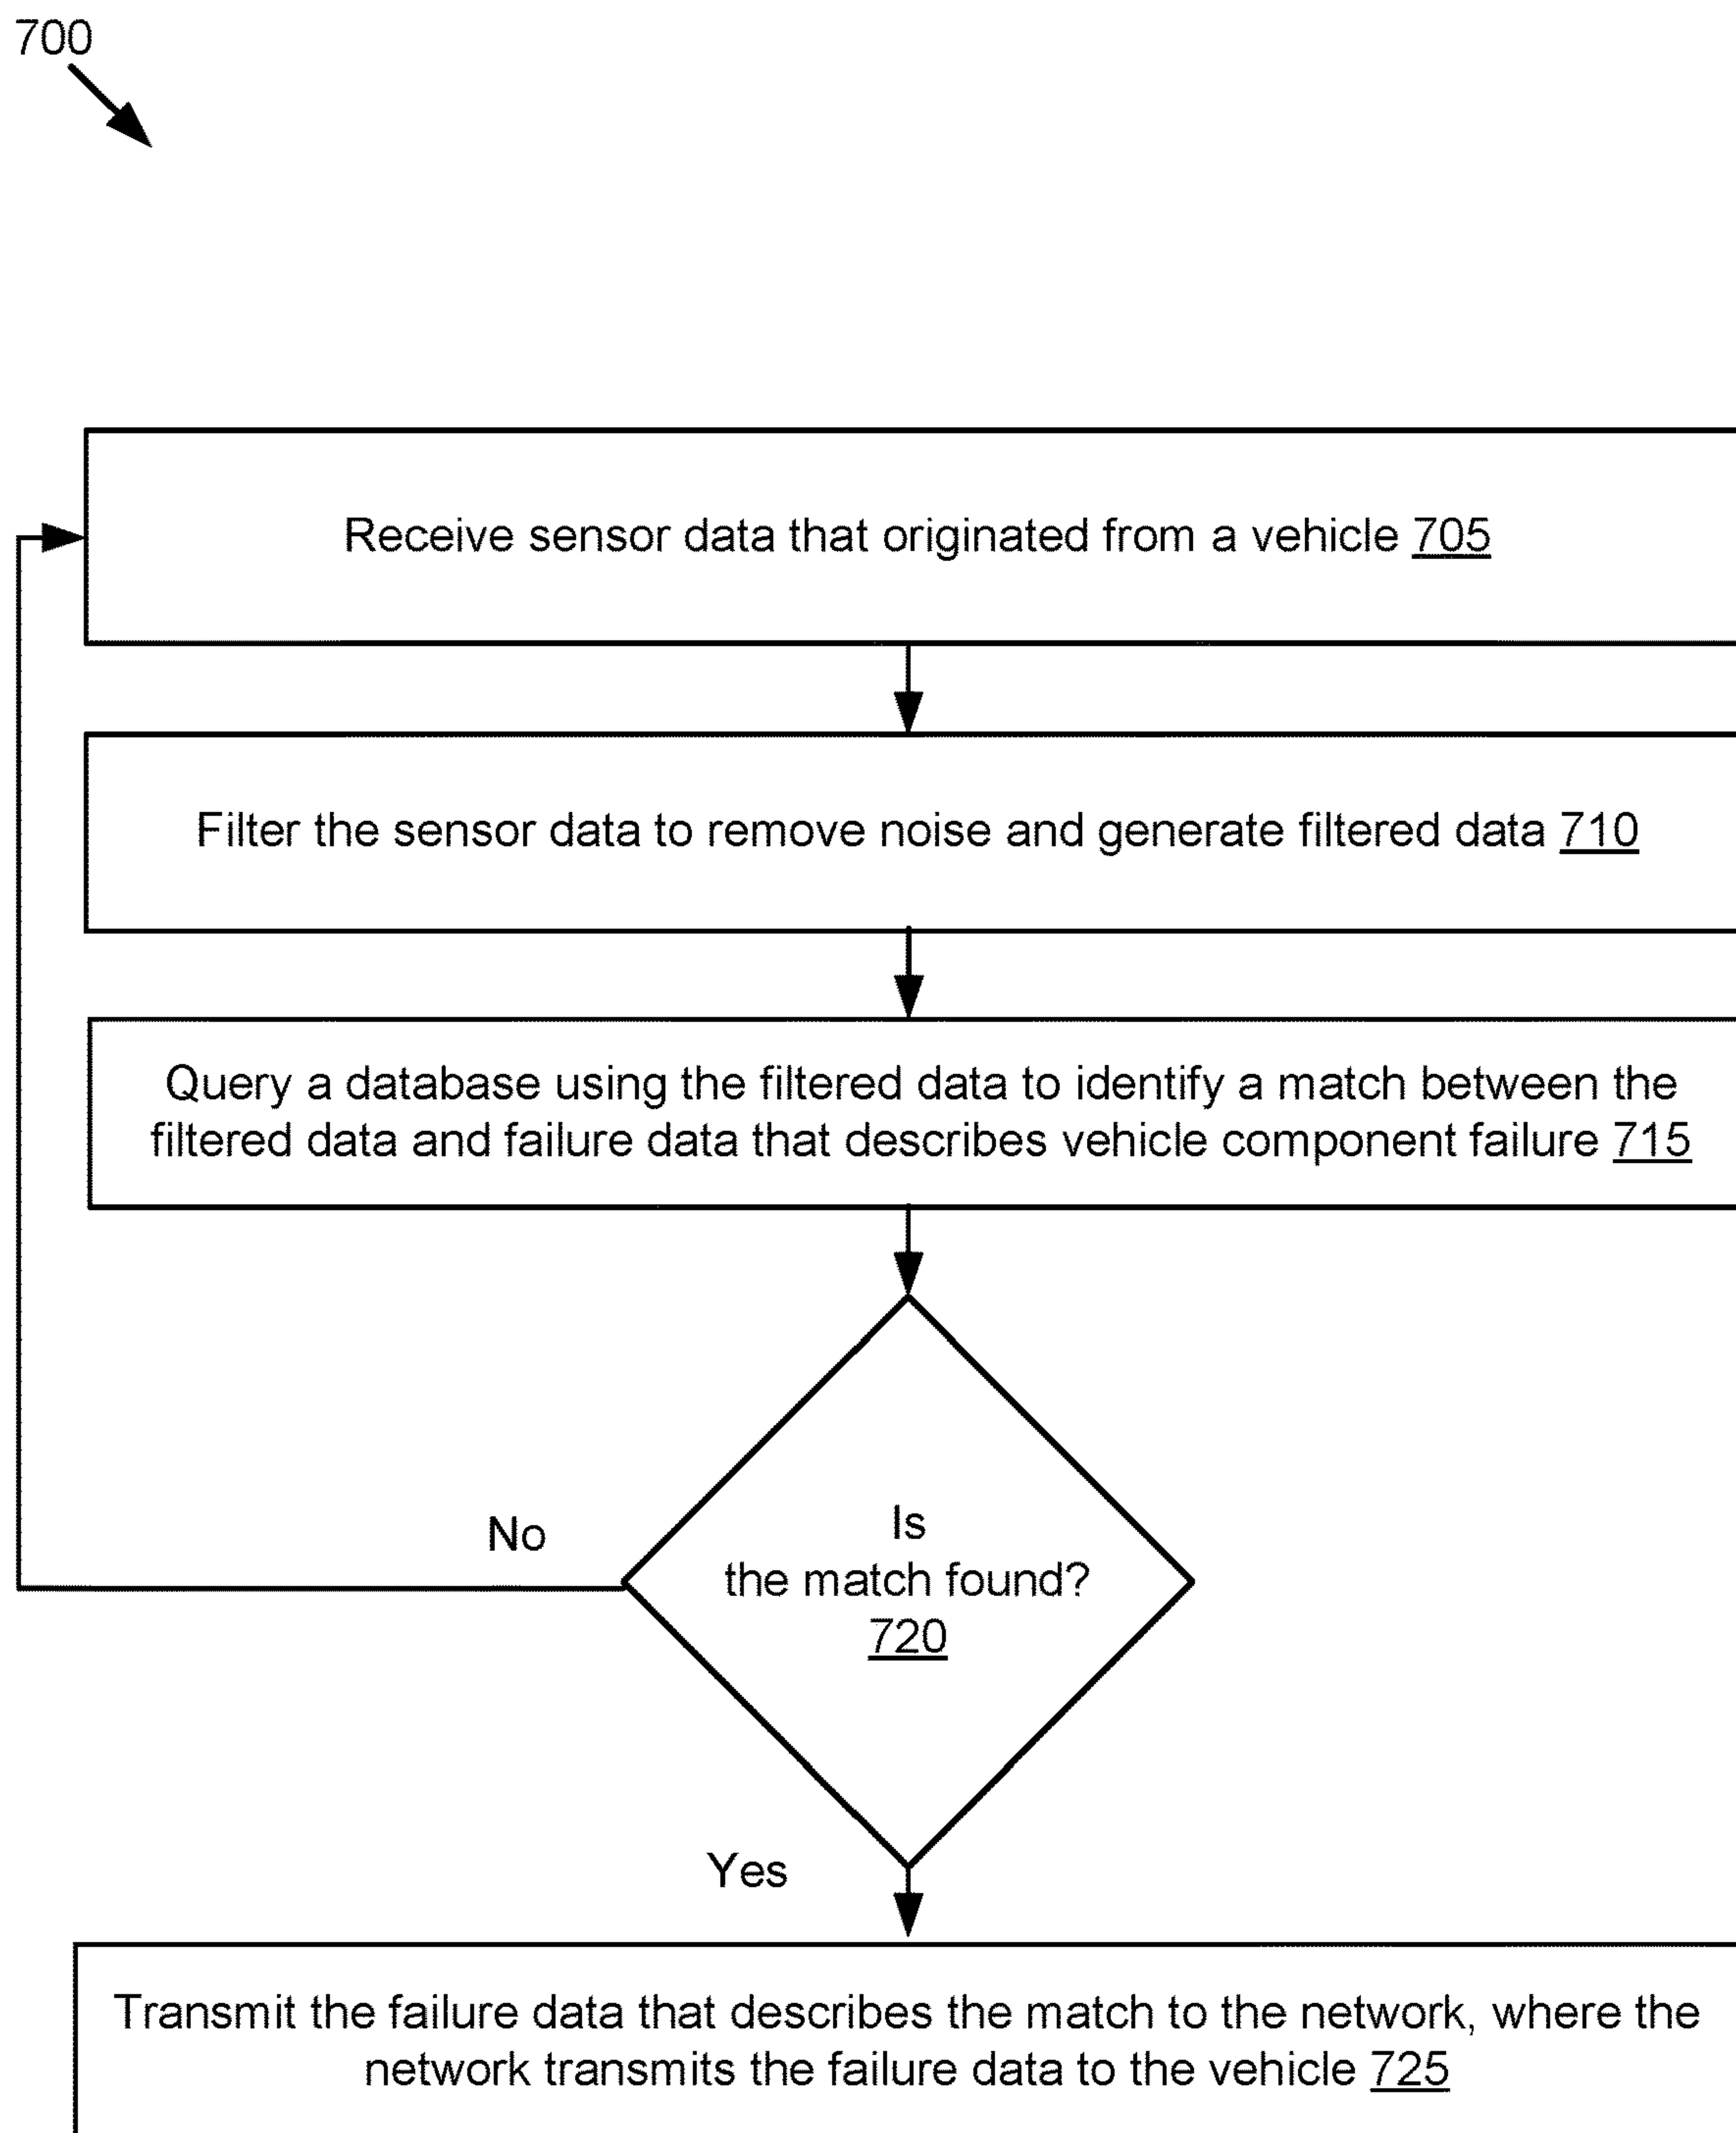 700
Receive sensor data that originated from a vehicle 705
Filter the sensor data to remove noise and generate filtered data 710
Query a database using the filtered data to identify a match between the
filtered data and failure data that describes vehicle component failure 715
Is
the match found?
720
No
Yes
Transmit the failure data that describes the match to the network, where the
network transmits the failure data to the vehicle 725